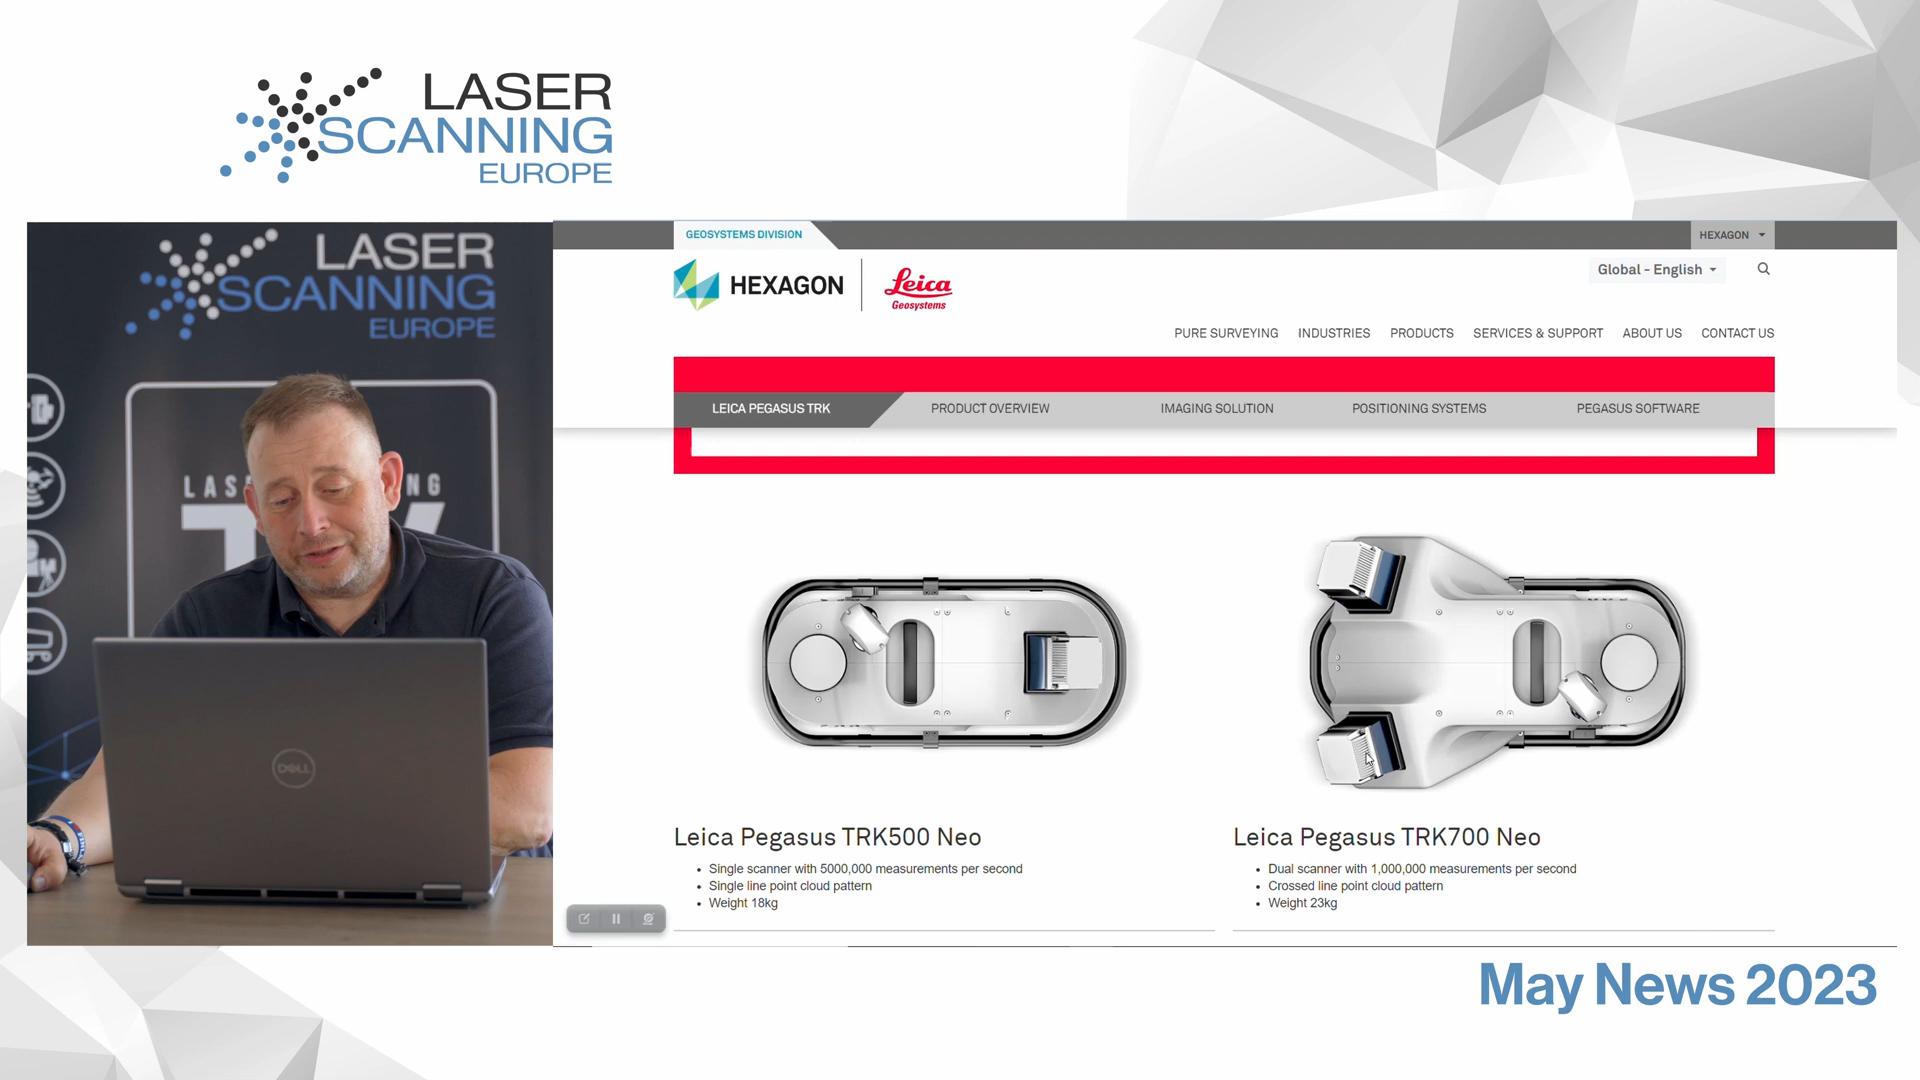 LASER
SCANNING
EUROPE
LASER
SCANNING
EUROPE
LAS NG
DELL
GEOSYSTEMS DIVISION
HEXAGON
HEXAGON
Leica
Geosystems
Global - English
PURE SURVEYING INDUSTRIES PRODUCTS SERVICES & SUPPORT ABOUT US CONTACT US
LEICA PEGASUS TRK PRODUCT OVERVIEW IMAGING SOLUTION POSITIONING SYSTEMS PEGASUS SOFTWARE
Leica Pegasus TRK500 Neo
• Single scanner with 5000,000 measurements per second
• Single line point cloud pattern
• Weight 18kg
Leica Pegasus TRK700 Neo
• Dual scanner with 1,000,000 measurements per second
• Crossed line point cloud pattern
• Weight 23kg
May News 2023